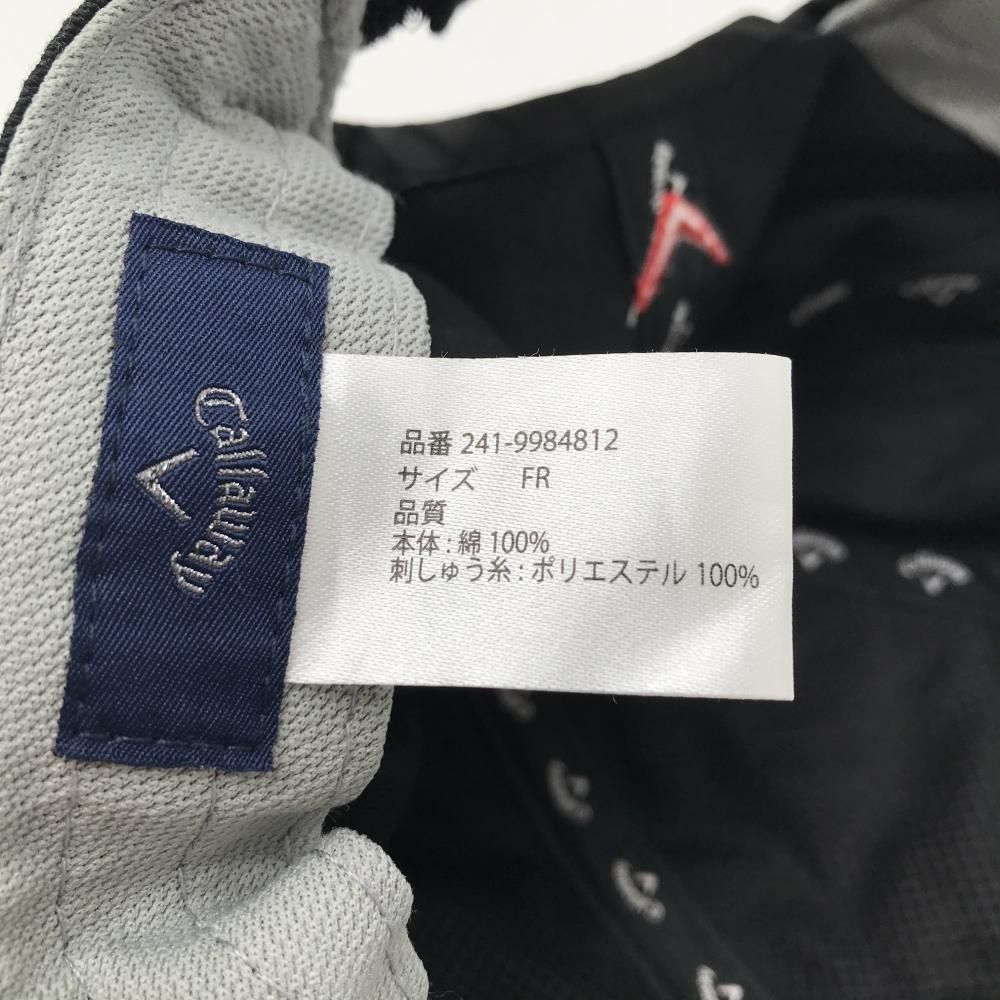 Callaway
品番 241-9984812
サイズ FR
品質
本体 : 綿 100%
刺しゅう糸 : ポリエステル 100%